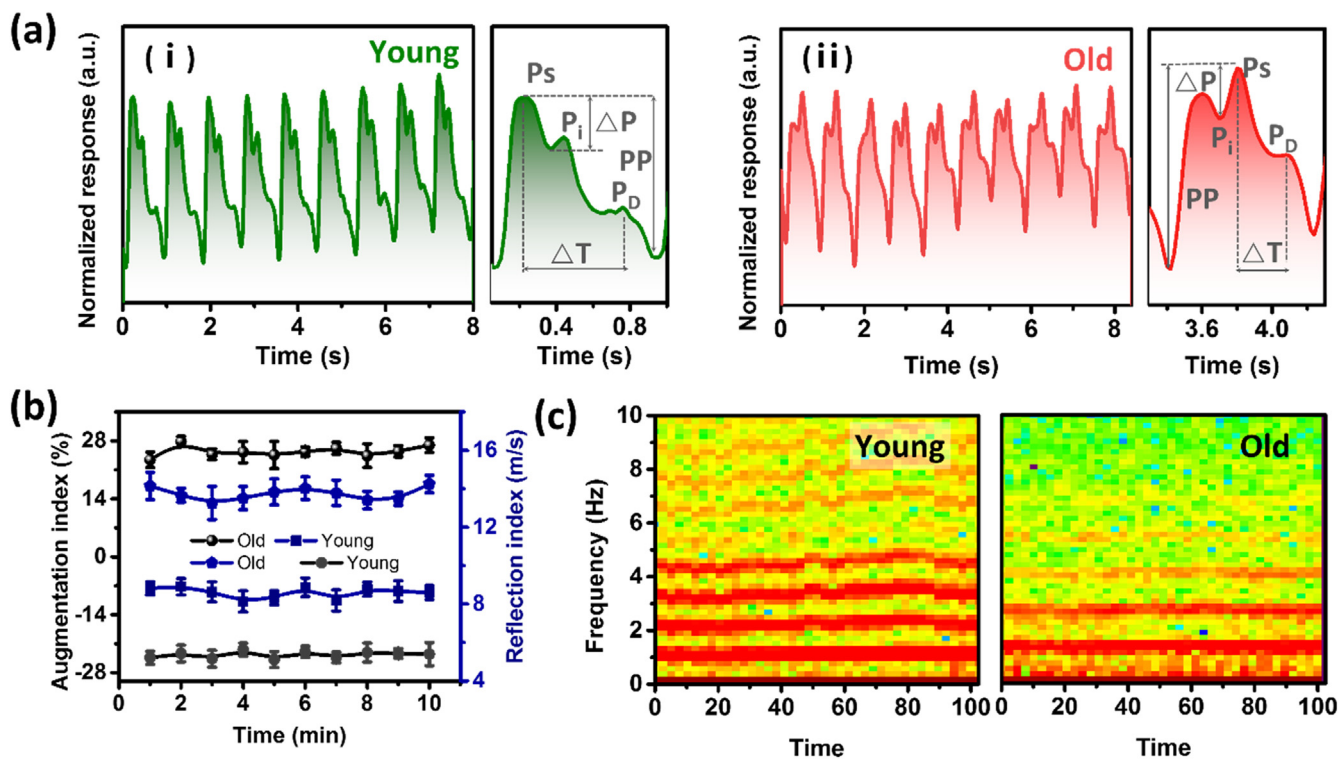 (a)
(i)
Young
Normalized response (a.u.)
0 2 4 6 8
Time (s)
Ps
Pi
△P
PP
PD
△T
0.4 0.8
Time (s)
(ii)
Old
Normalized response (a.u.)
0 2 4 6 8
Time (s)
△P
Ps
Pi
PD
PP
△T
3.6 4.0
Time (s)
(b)
Augmentation index (%)
28
14
0
-14
-28
Old Young
Old Young
16
12
8
4
Reflection index (m/s)
0 2 4 6 8 10
Time (min)
(c)
Frequency (Hz)
10
8
6
4
2
0
Young
0 20 40 60 80 100
Time
Old
0 20 40 60 80 100
Time